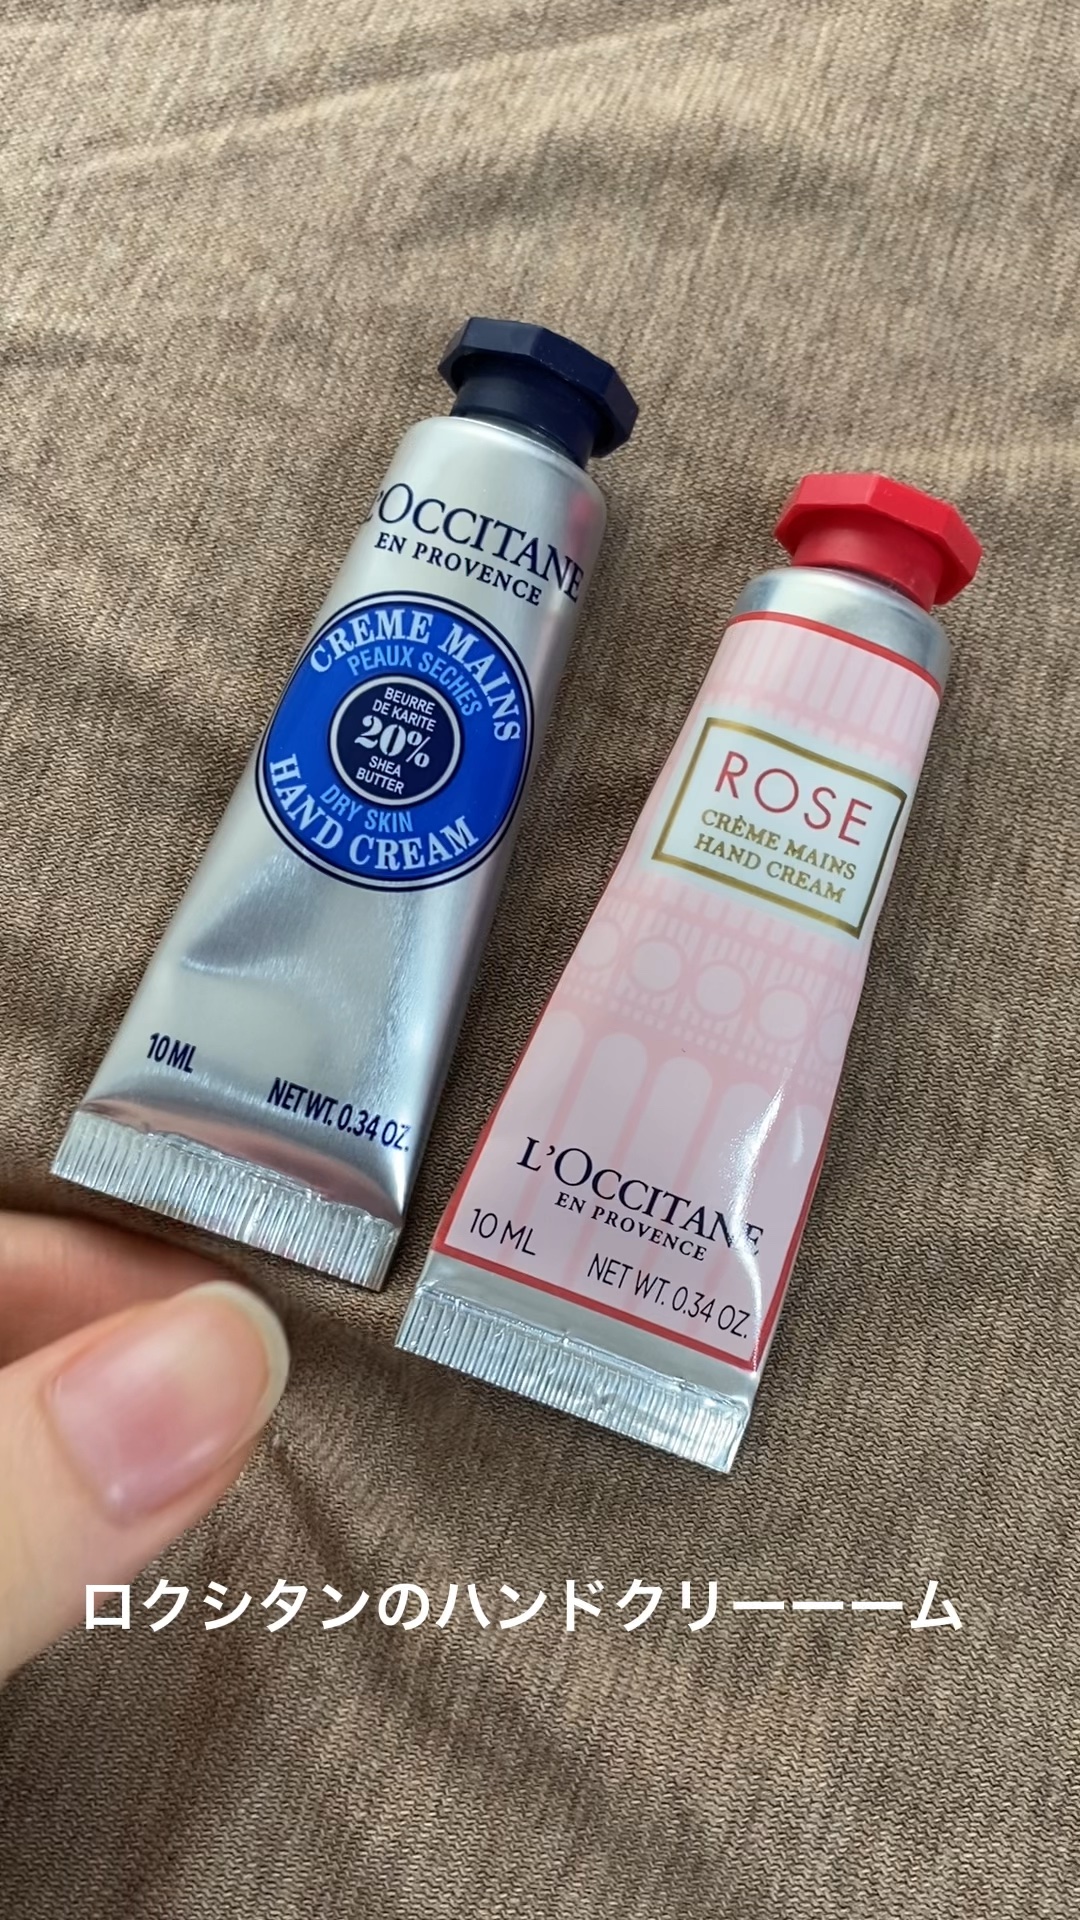 L'OCCITANE
EN PROVENCE
CREME MAINS
PEAUX SECHES
BEURRE
DE KARITE
20%
SHEA
BUTTER
DRY SKIN
HAND CREAM
10 ML
NET WT. 0.34 OZ.
ROSE
CRÈME MAINS
HAND CREAM
L'OCCITANE
EN PROVENCE
10 ML
NET WT. 0.34 OZ.
ロクシタンのハンドクリーーーム